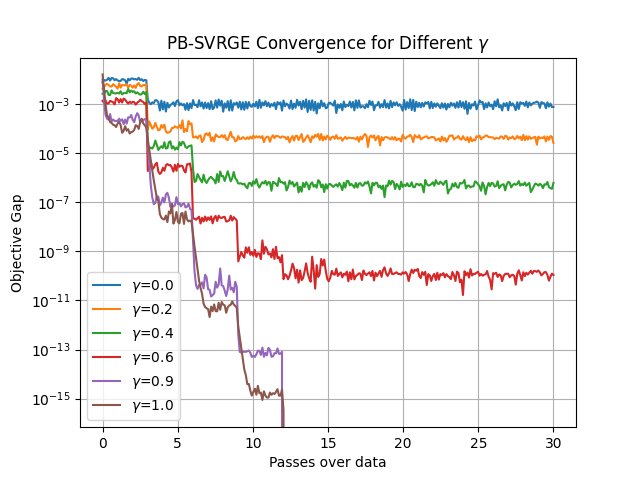 PB-SVRGE Convergence for Different γ
Objective Gap
10⁻³
10⁻⁵
10⁻⁷
10⁻⁹
10⁻¹¹
10⁻¹³
10⁻¹⁵
γ=0.0
γ=0.2
γ=0.4
γ=0.6
γ=0.9
γ=1.0
0 5 10 15 20 25 30
Passes over data